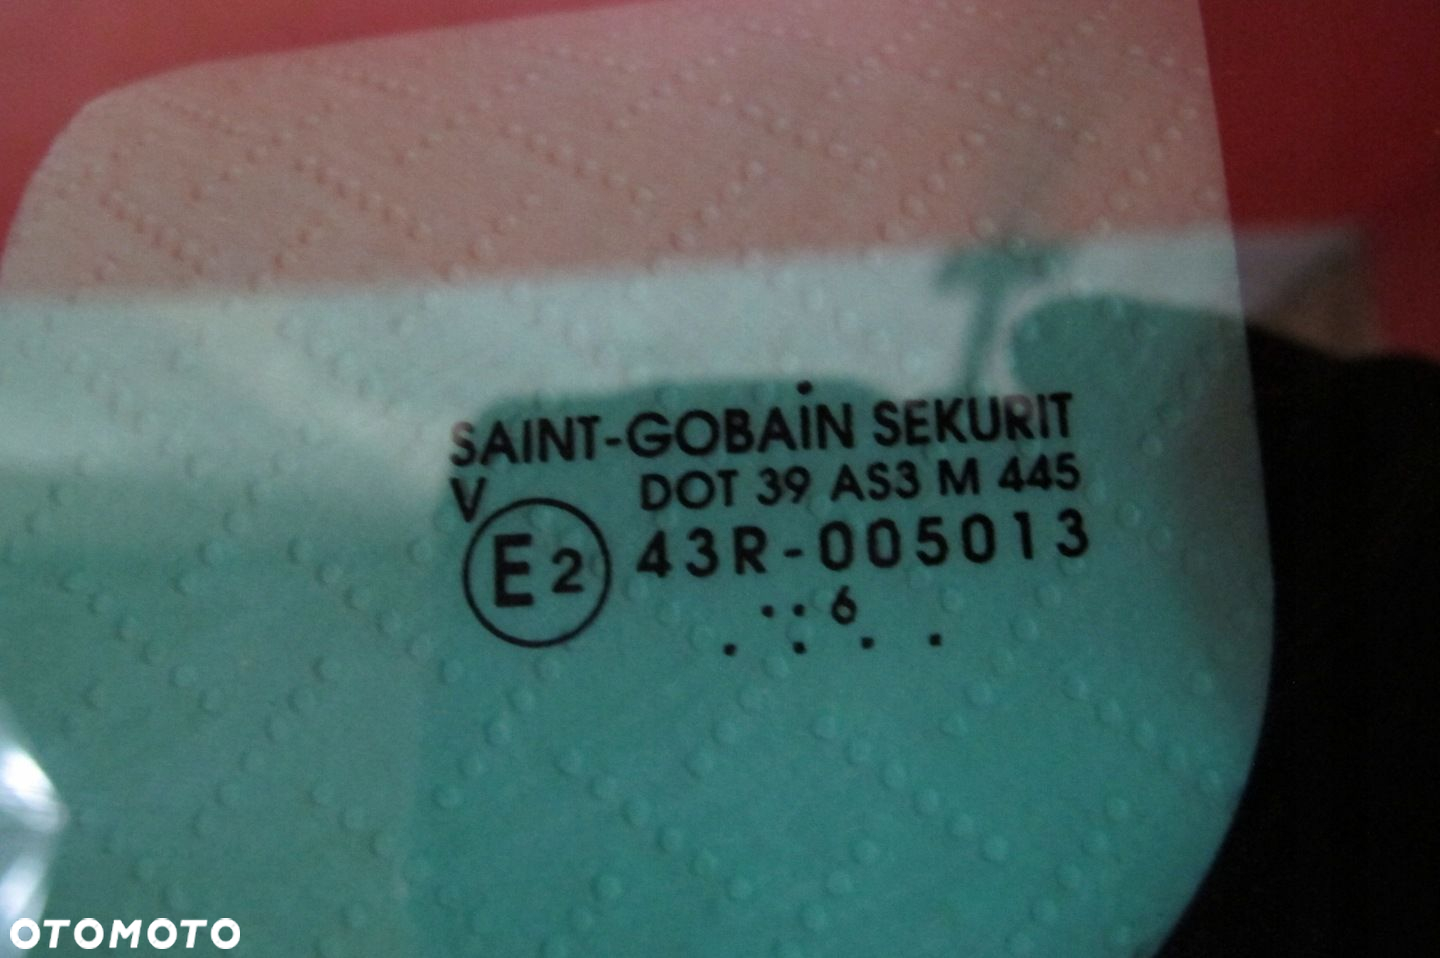 SAINT-GOBAIN SEKURIT
V DOT 39 AS3 M 445
E2 43R-005013
. . 6
. . . .
OTOMOTO